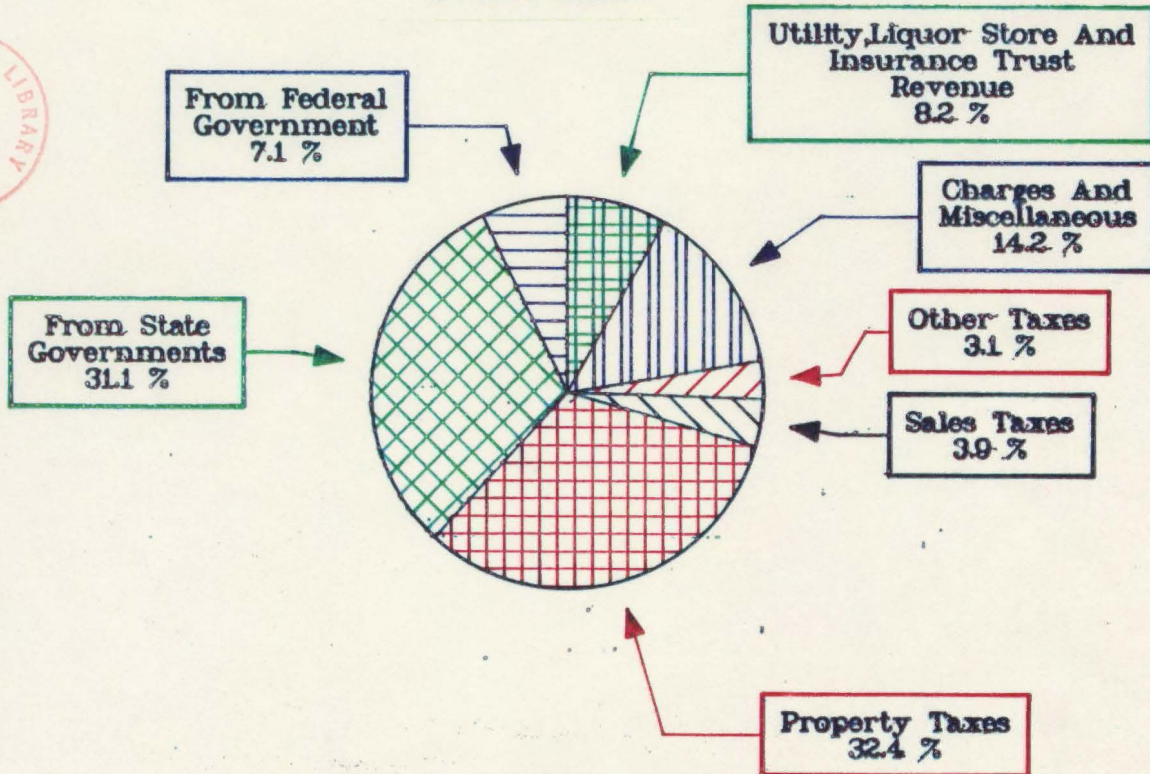 LIBRARY
Utility,Liquor Store And
Insurance Trust
Revenue
8.2 %
From Federal
Government
7.1 %
Charges And
Miscellaneous
14.2 %
Other Taxes
3.1 %
From State
Governments
31.1 %
Sales Taxes
3.9 %
Property Taxes
32.4 %